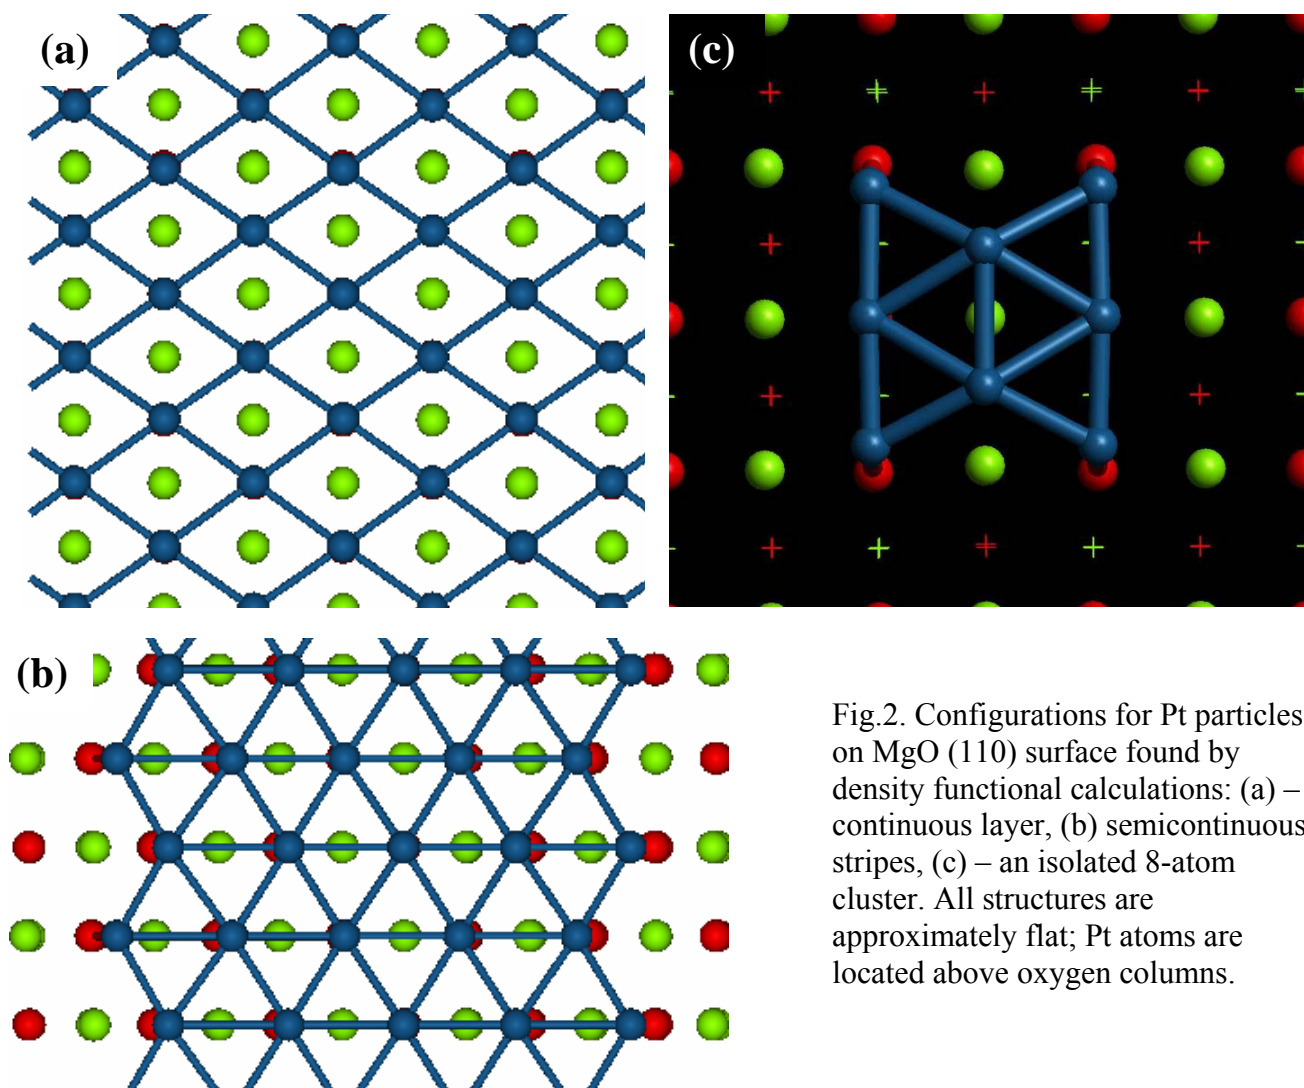 (a)
(c)
(b)
Fig.2. Configurations for Pt particles
on MgO (110) surface found by
density functional calculations: (a) –
continuous layer, (b) semicontinuous
stripes, (c) – an isolated 8-atom
cluster. All structures are
approximately flat; Pt atoms are
located above oxygen columns.